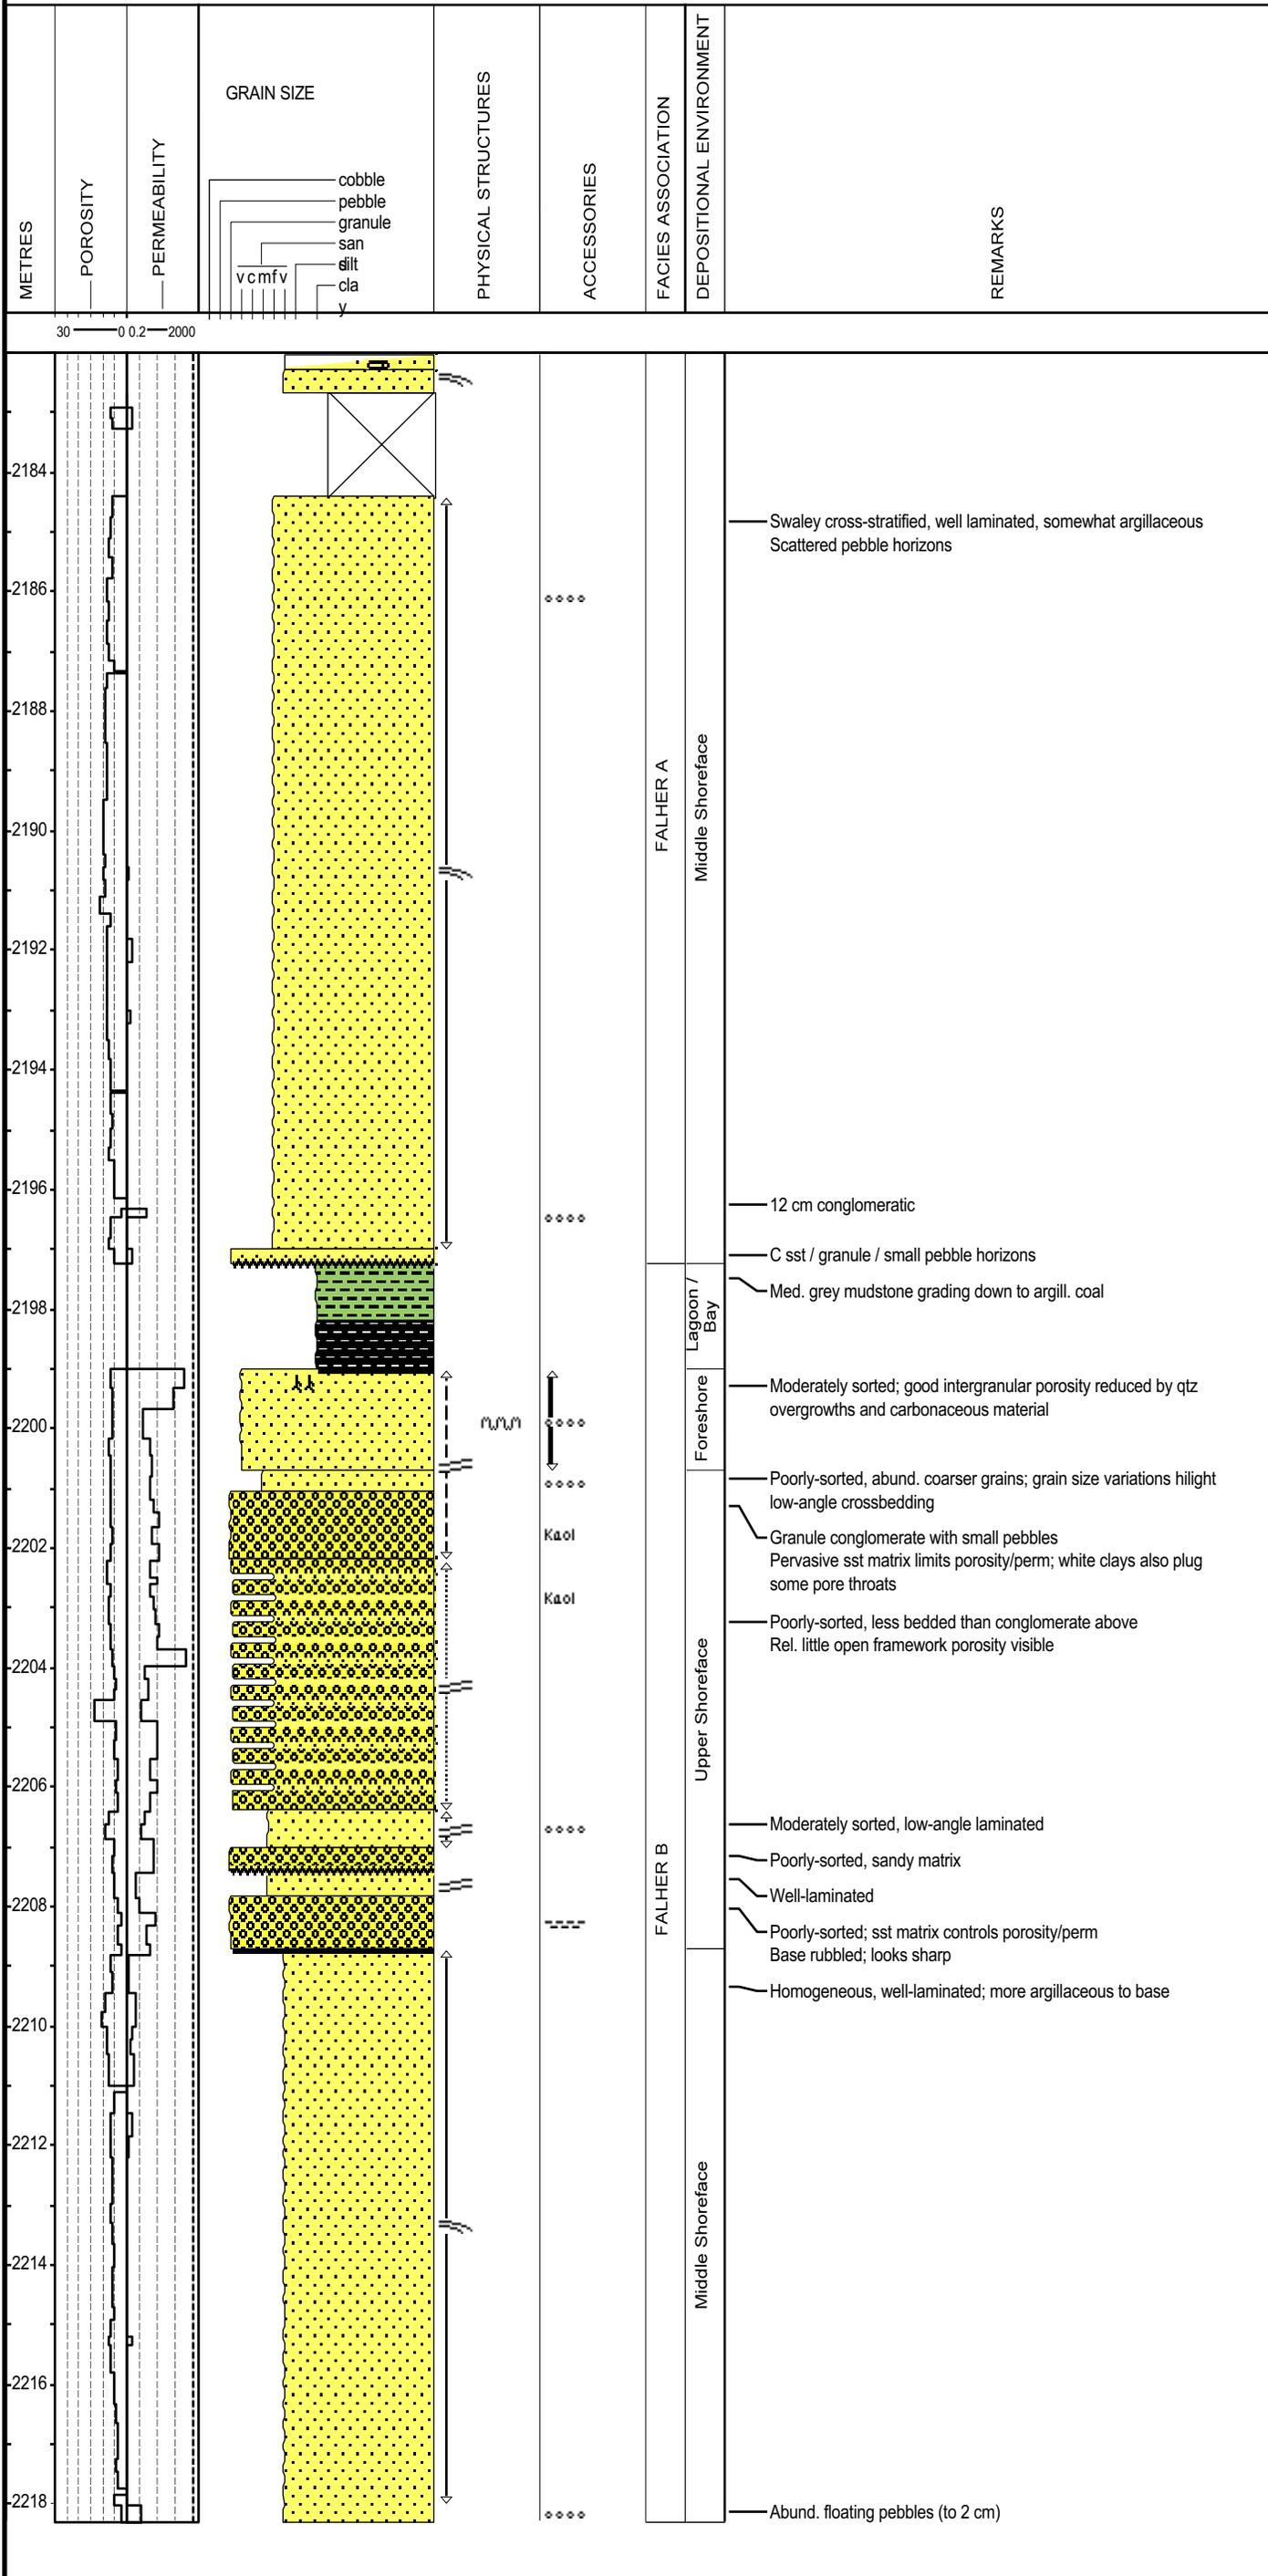 METRES
POROSITY
PERMEABILITY
GRAIN SIZE
cobble
pebble
granule
san
d
silt
v c m f v
cla
y
PHYSICAL STRUCTURES
ACCESSORIES
FACIES ASSOCIATION
DEPOSITIONAL ENVIRONMENT
REMARKS
30 0 0.2 2000
2184
Swaley cross-stratified, well laminated, somewhat argillaceous
Scattered pebble horizons
2186
2188
FALHER A
Middle Shoreface
2190
2192
2194
2196
12 cm conglomeratic
C sst / granule / small pebble horizons
Lagoon /
Bay
Med. grey mudstone grading down to argill. coal
2198
Foreshore
Moderately sorted; good intergranular porosity reduced by qtz
overgrowths and carbonaceous material
2200
Poorly-sorted, abund. coarser grains; grain size variations hilight
low-angle crossbedding
Kaol
Granule conglomerate with small pebbles
2202
Pervasive sst matrix limits porosity/perm; white clays also plug
some pore throats
Kaol
Poorly-sorted, less bedded than conglomerate above
Rel. little open framework porosity visible
2204
Upper Shoreface
2206
Moderately sorted, low-angle laminated
Poorly-sorted, sandy matrix
FALHER B
Well-laminated
2208
Poorly-sorted; sst matrix controls porosity/perm
Base rubbled; looks sharp
Homogeneous, well-laminated; more argillaceous to base
2210
2212
Middle Shoreface
2214
2216
2218
Abund. floating pebbles (to 2 cm)